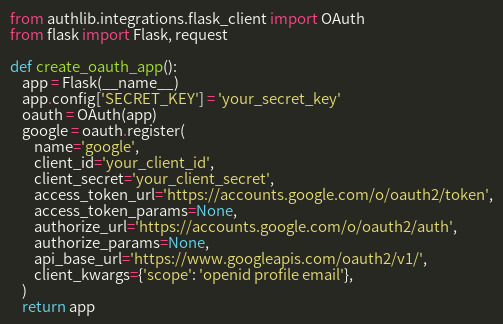 from authlib.integrations.flask_client import OAuth
from flask import Flask, request

def create_oauth_app():
    app = Flask(__name__)
    app.config['SECRET_KEY'] = 'your_secret_key'
    oauth = OAuth(app)
    google = oauth.register(
        name='google',
        client_id='your_client_id',
        client_secret='your_client_secret',
        access_token_url='https://accounts.google.com/o/oauth2/token',
        access_token_params=None,
        authorize_url='https://accounts.google.com/o/oauth2/auth',
        authorize_params=None,
        api_base_url='https://www.googleapis.com/oauth2/v1/',
        client_kwargs={'scope': 'openid profile email'},
    )
    return app